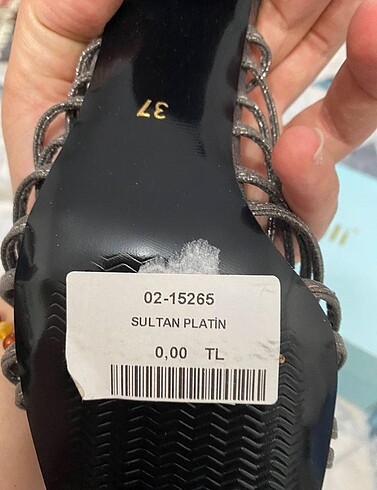 37
02-15265
SULTAN PLATİN
0,00 TL